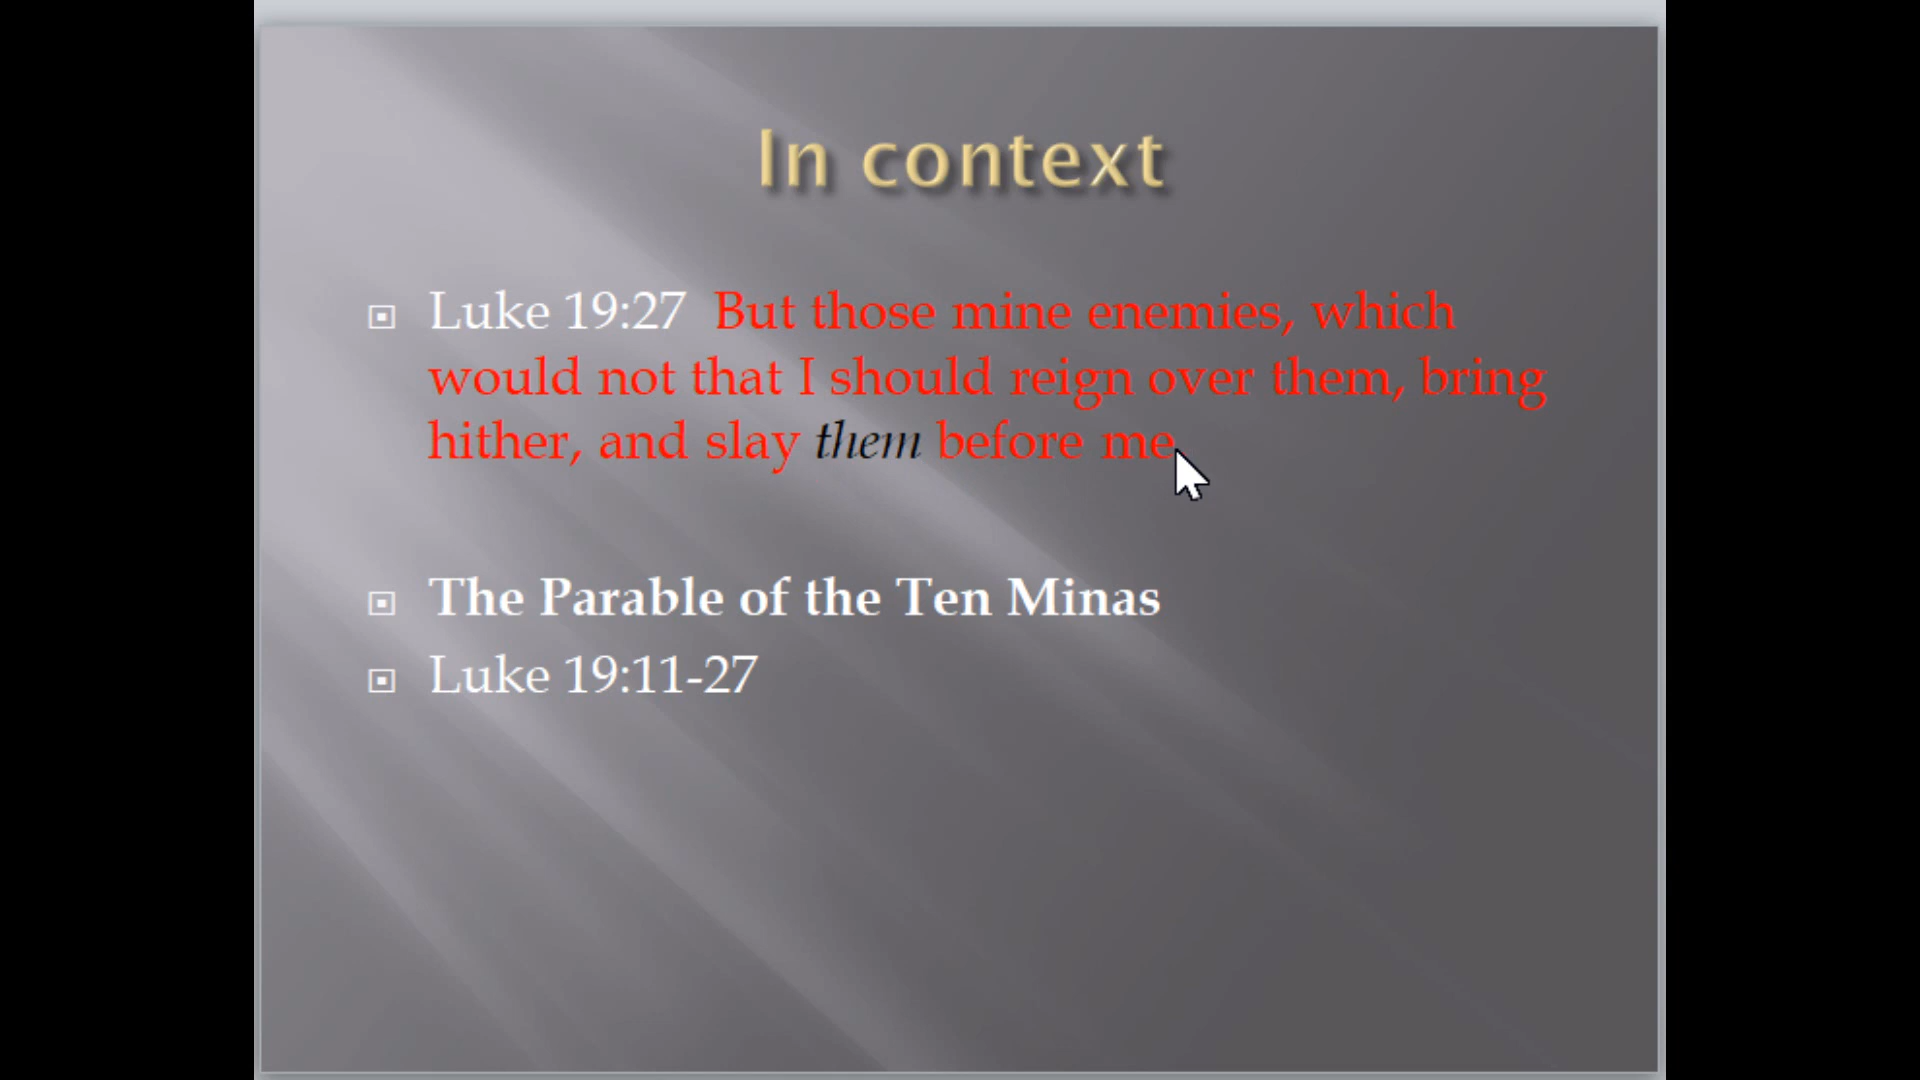 In context
Luke 19:27 But those mine enemies, which
would not that I should reign over them, bring
hither, and slay them before me.
The Parable of the Ten Minas
Luke 19:11-27